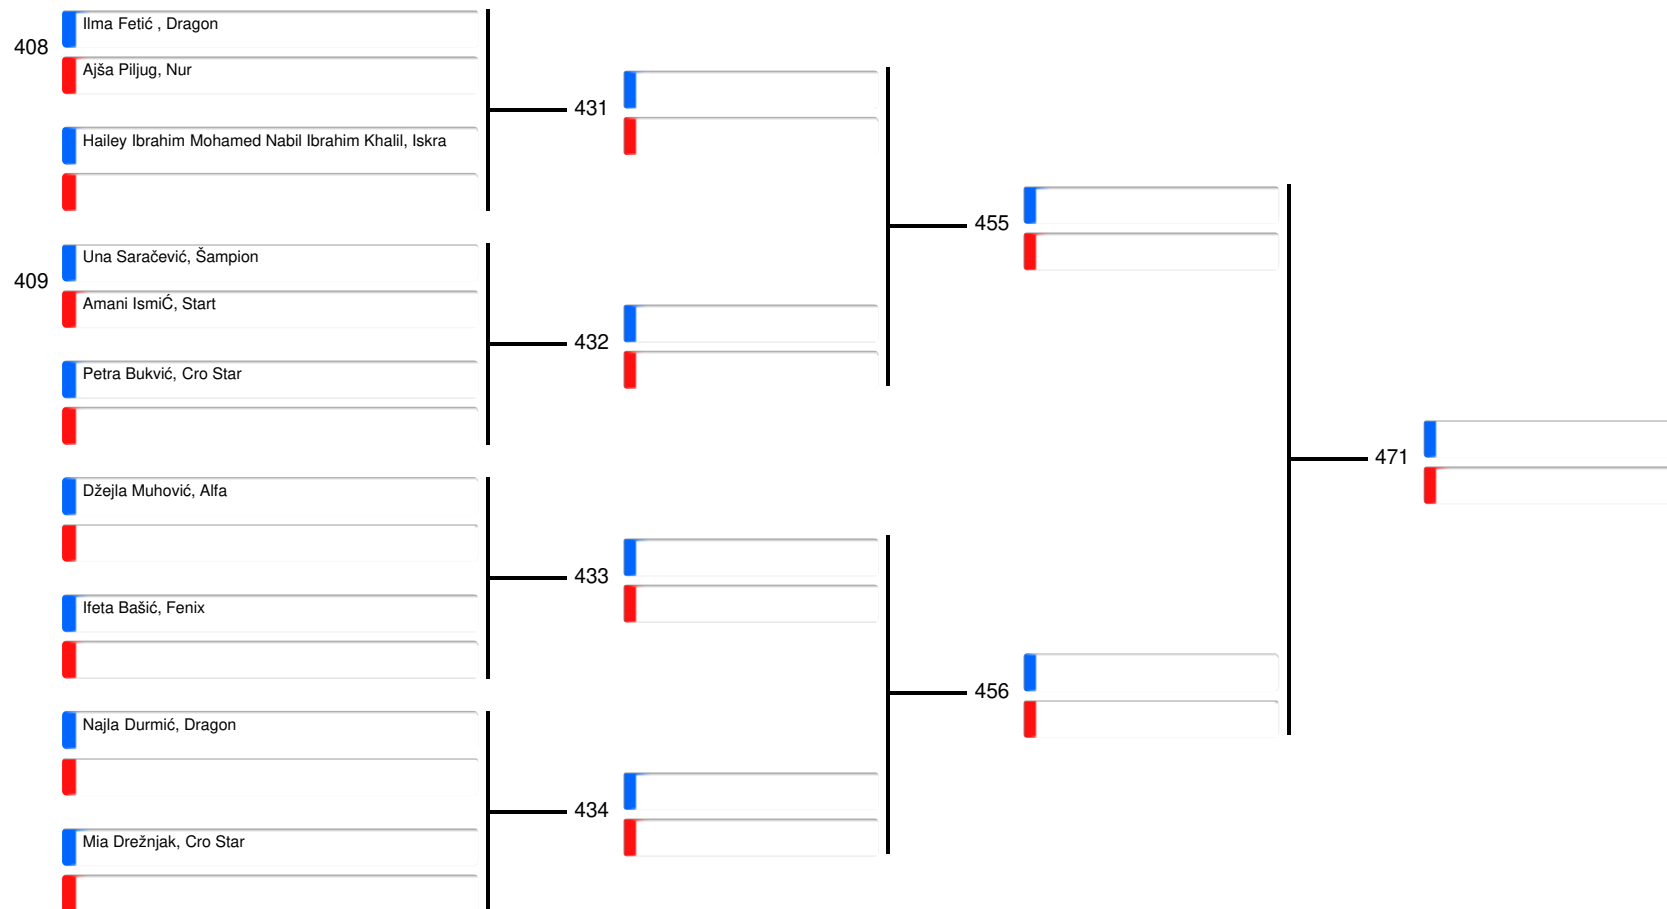 408
Ilma Fetić , Dragon
Ajša Piljug, Nur
Hailey Ibrahim Mohamed Nabil Ibrahim Khalil, Iskra
409
Una Saračević, Šampion
Amani IsmiĆ, Start
Petra Bukvić, Cro Star
Džejla Muhović, Alfa
Ifeta Bašić, Fenix
Najla Durmić, Dragon
Mia Drežnjak, Cro Star
431
432
433
434
455
456
471